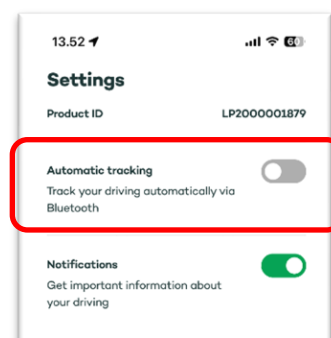 13.52 60
Settings
Product ID LP2000001879
Automatic tracking
Track your driving automatically via
Bluetooth
Notifications
Get important information about
your driving